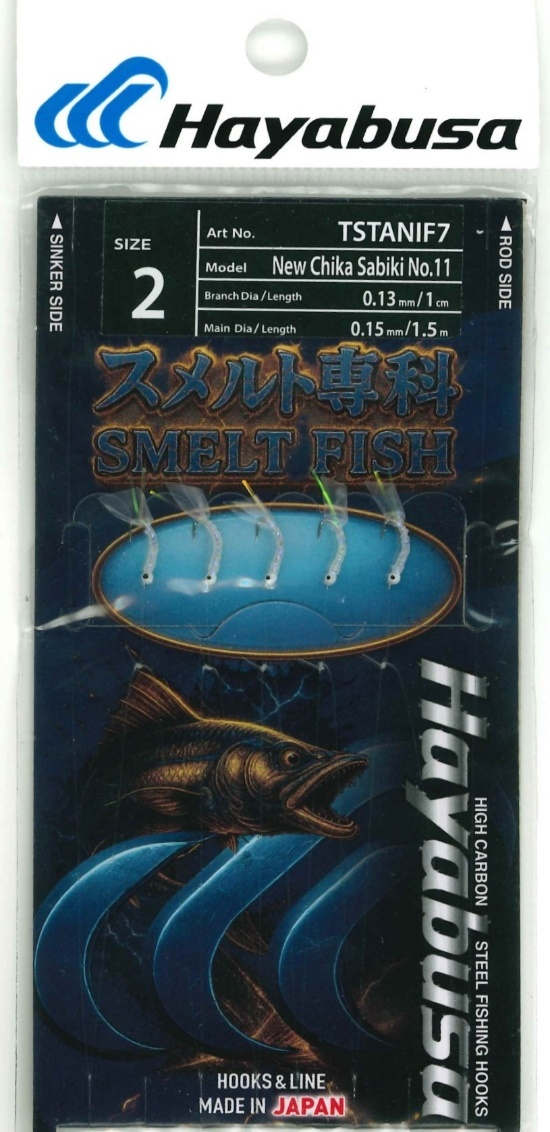 Hayabusa
SINKER SIDE
SIZE
2
Art No. TSTANIF7
Model New Chika Sabiki No.11
Branch Dia / Length 0.13 mm / 1 cm
Main Dia / Length 0.15 mm / 1.5 m
ROD SIDE
スメルト専科
SMELT FISH
Hayabusa
HIGH CARBON STEEL FISHING HOOKS
HOOKS & LINE
MADE IN JAPAN